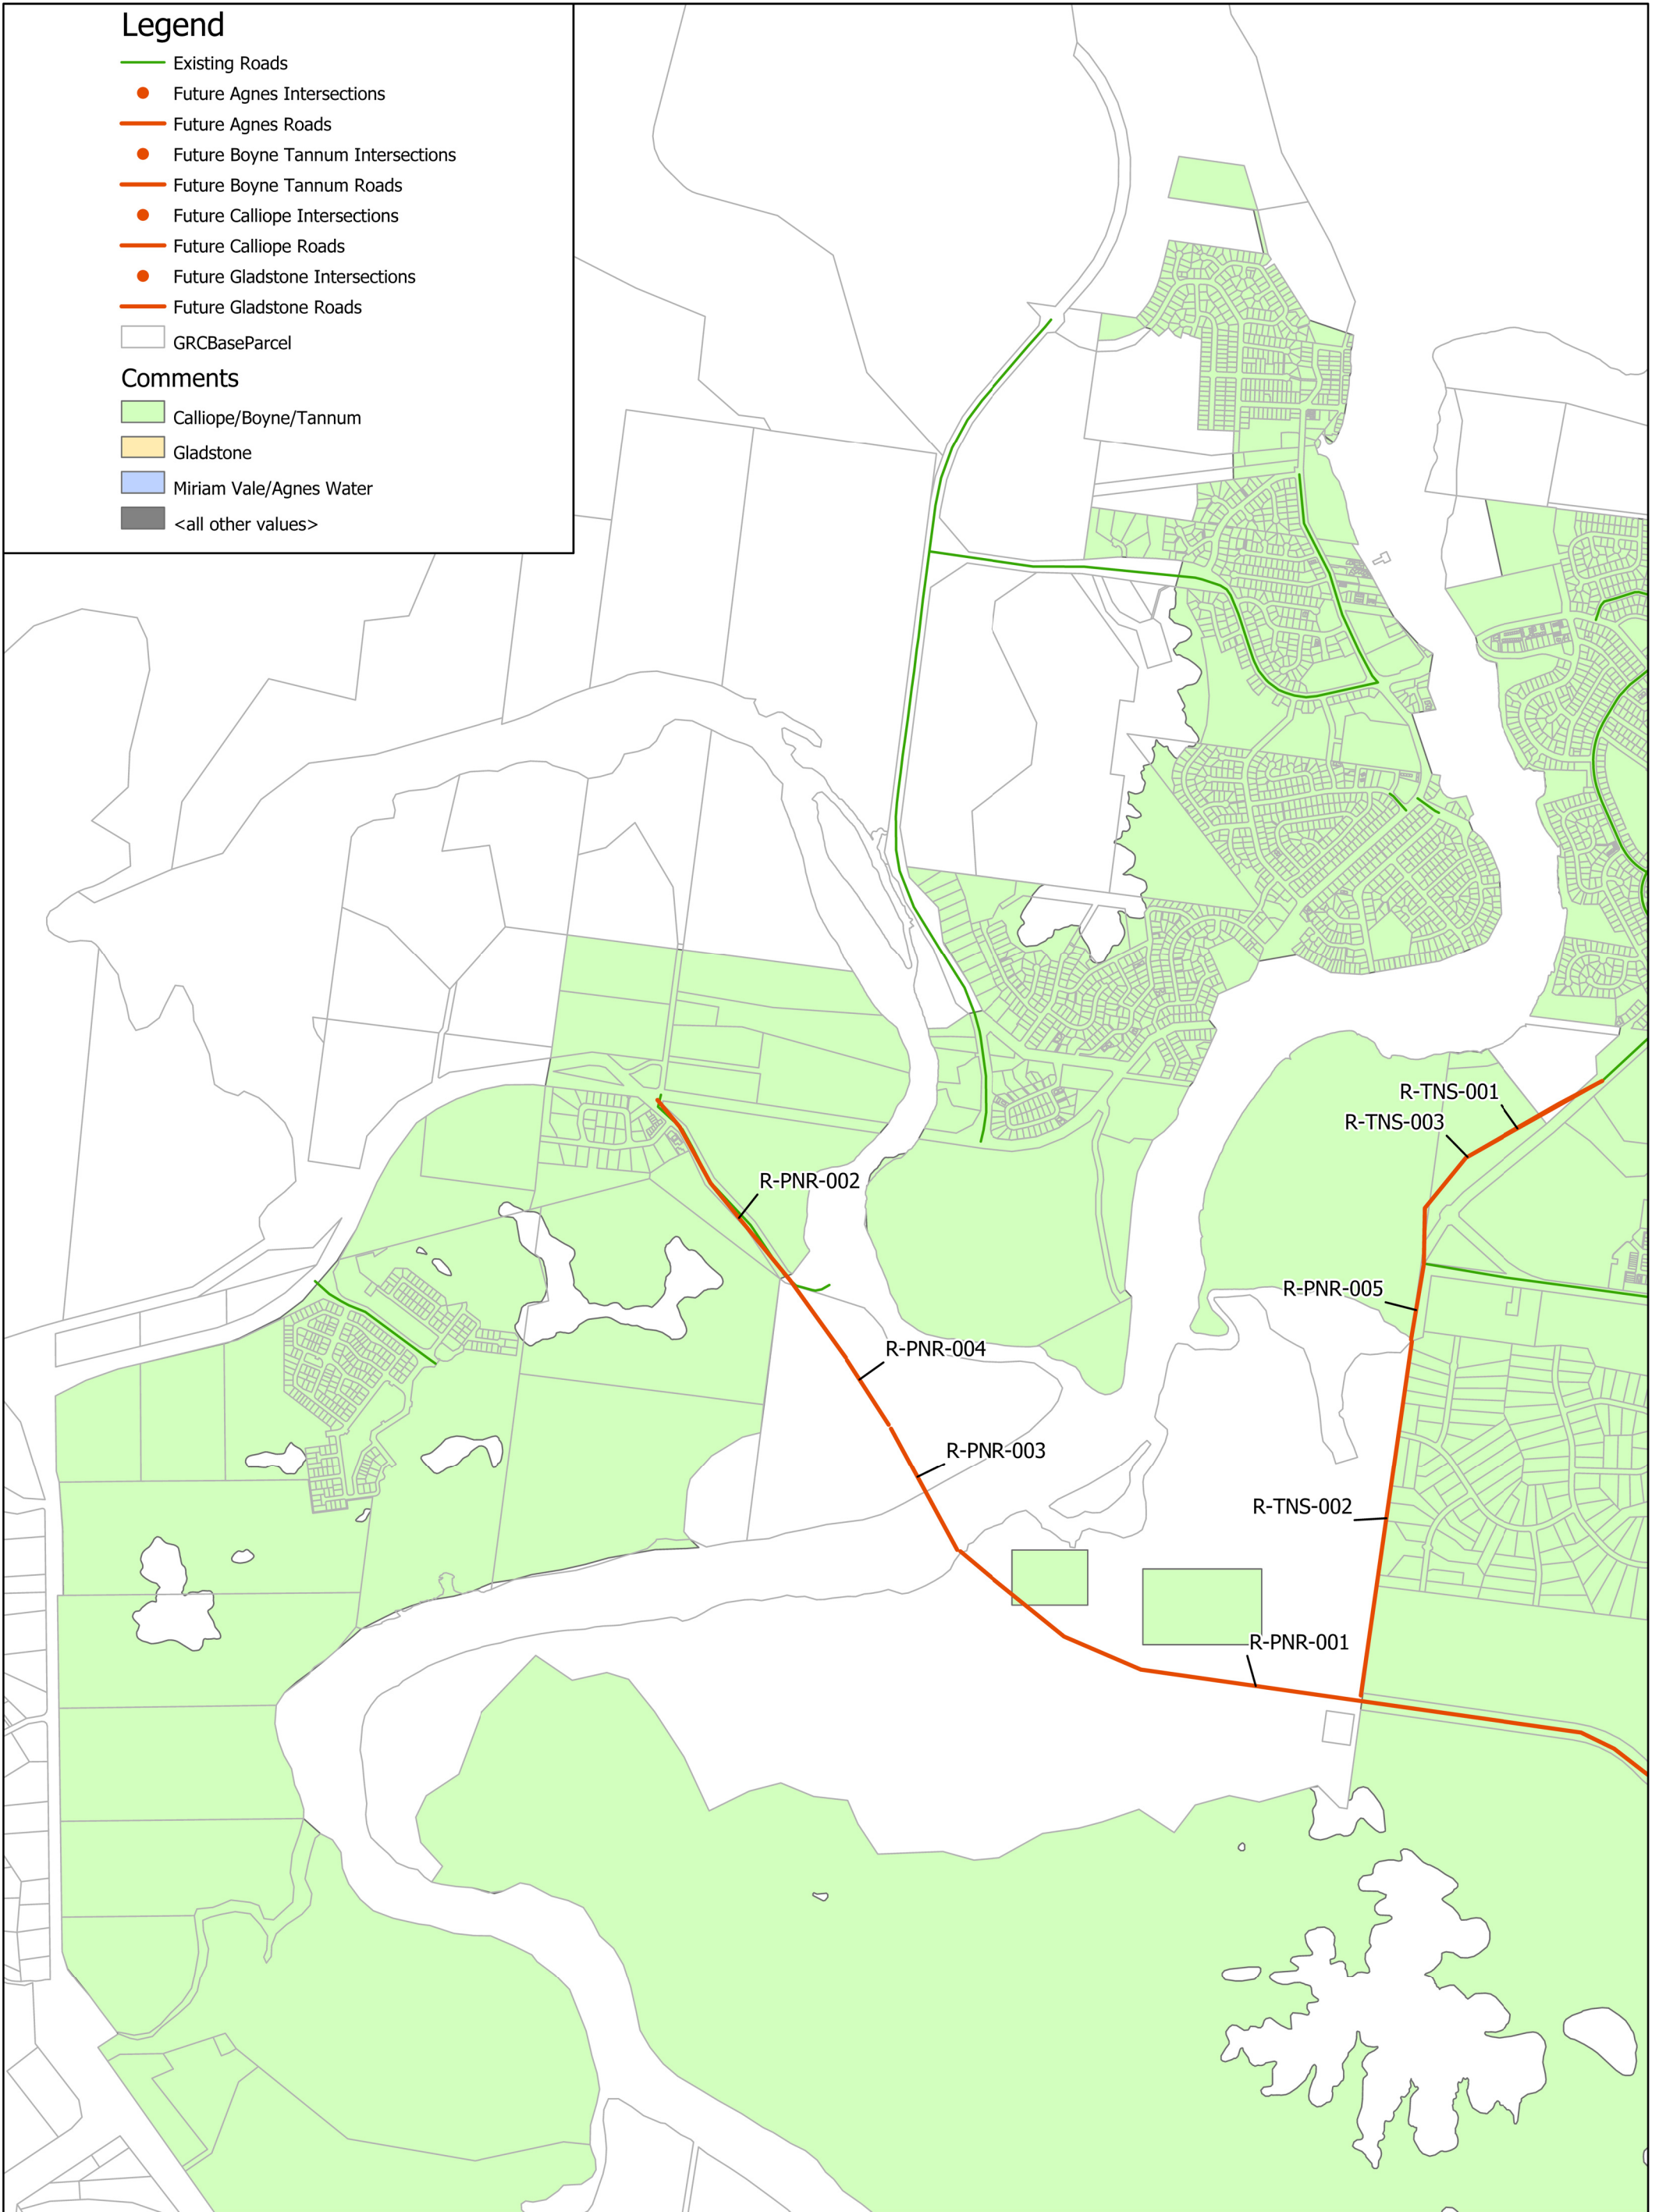 Legend
Existing Roads
Future Agnes Intersections
Future Agnes Roads
Future Boyne Tannum Intersections
Future Boyne Tannum Roads
Future Calliope Intersections
Future Calliope Roads
Future Gladstone Intersections
Future Gladstone Roads
GRCBaseParcel
Comments
Calliope/Boyne/Tannum
Gladstone
Miriam Vale/Agnes Water
<all other values>
R-TNS-001
R-TNS-003
R-PNR-002
R-PNR-005
R-PNR-004
R-PNR-003
R-TNS-002
R-PNR-001